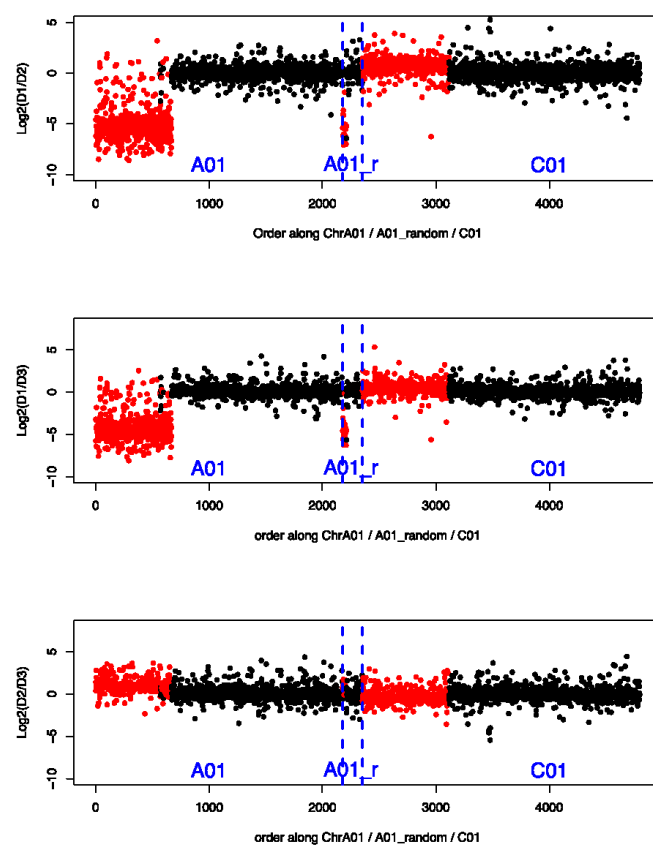 Log2(D1/D2)
5
0
−5
−10
A01 A01_r C01
0 1000 2000 3000 4000
Order along ChrA01 / A01_random / C01
Log2(D1/D3)
5
0
−5
−10
A01 A01_r C01
0 1000 2000 3000 4000
order along ChrA01 / A01_random / C01
Log2(D2/D3)
5
0
−5
−10
A01 A01_r C01
0 1000 2000 3000 4000
order along ChrA01 / A01_random / C01